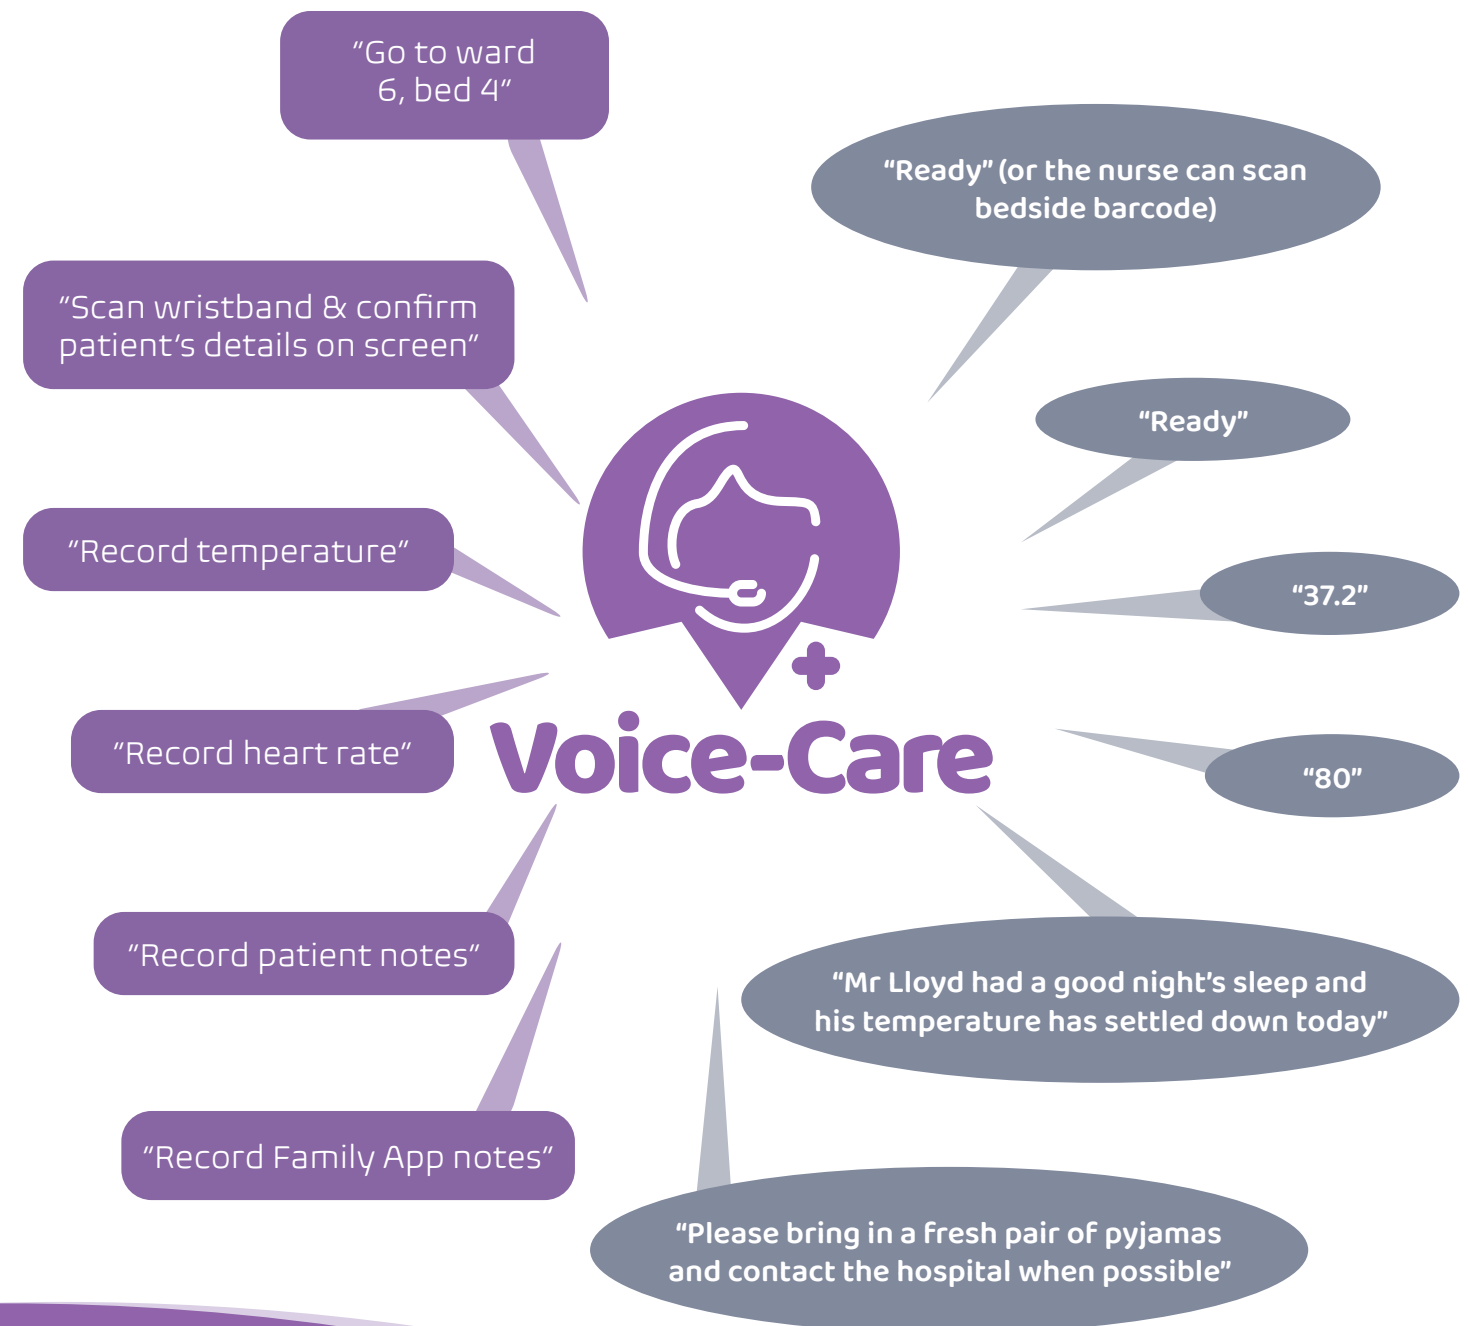 “Go to ward
6, bed 4”
“Ready” (or the nurse can scan
bedside barcode)
“Scan wristband & confirm
patient’s details on screen”
“Ready”
“Record temperature”
“37.2”
“Record heart rate”
“80”
Voice-Care
“Record patient notes”
“Mr Lloyd had a good night’s sleep and
his temperature has settled down today”
“Record Family App notes”
“Please bring in a fresh pair of pyjamas
and contact the hospital when possible”